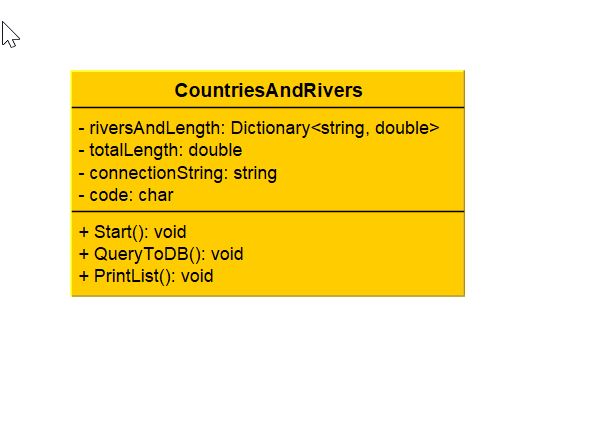 CountriesAndRivers
- riversAndLength: Dictionary<string, double>
- totalLength: double
- connectionString: string
- code: char
+ Start(): void
+ QueryToDB(): void
+ PrintList(): void